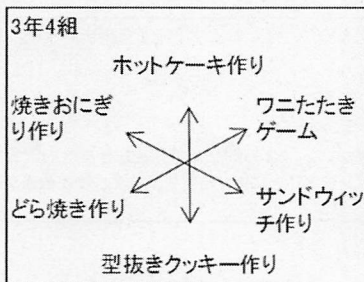 3年4組
ホットケーキ作り
焼きおにぎ
り作り
ワニたたき
ゲーム
どら焼き作り
サンドウィッ
チ作り
型抜きクッキー作り